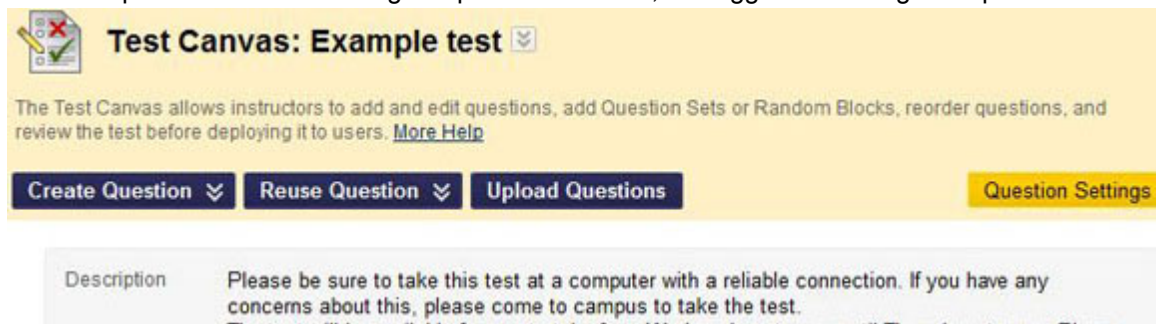 Test Canvas: Example test
The Test Canvas allows instructors to add and edit questions, add Question Sets or Random Blocks, reorder questions, and
review the test before deploying it to users. More Help
Create Question Reuse Question Upload Questions Question Settings
Description Please be sure to take this test at a computer with a reliable connection. If you have any
concerns about this, please come to campus to take the test.